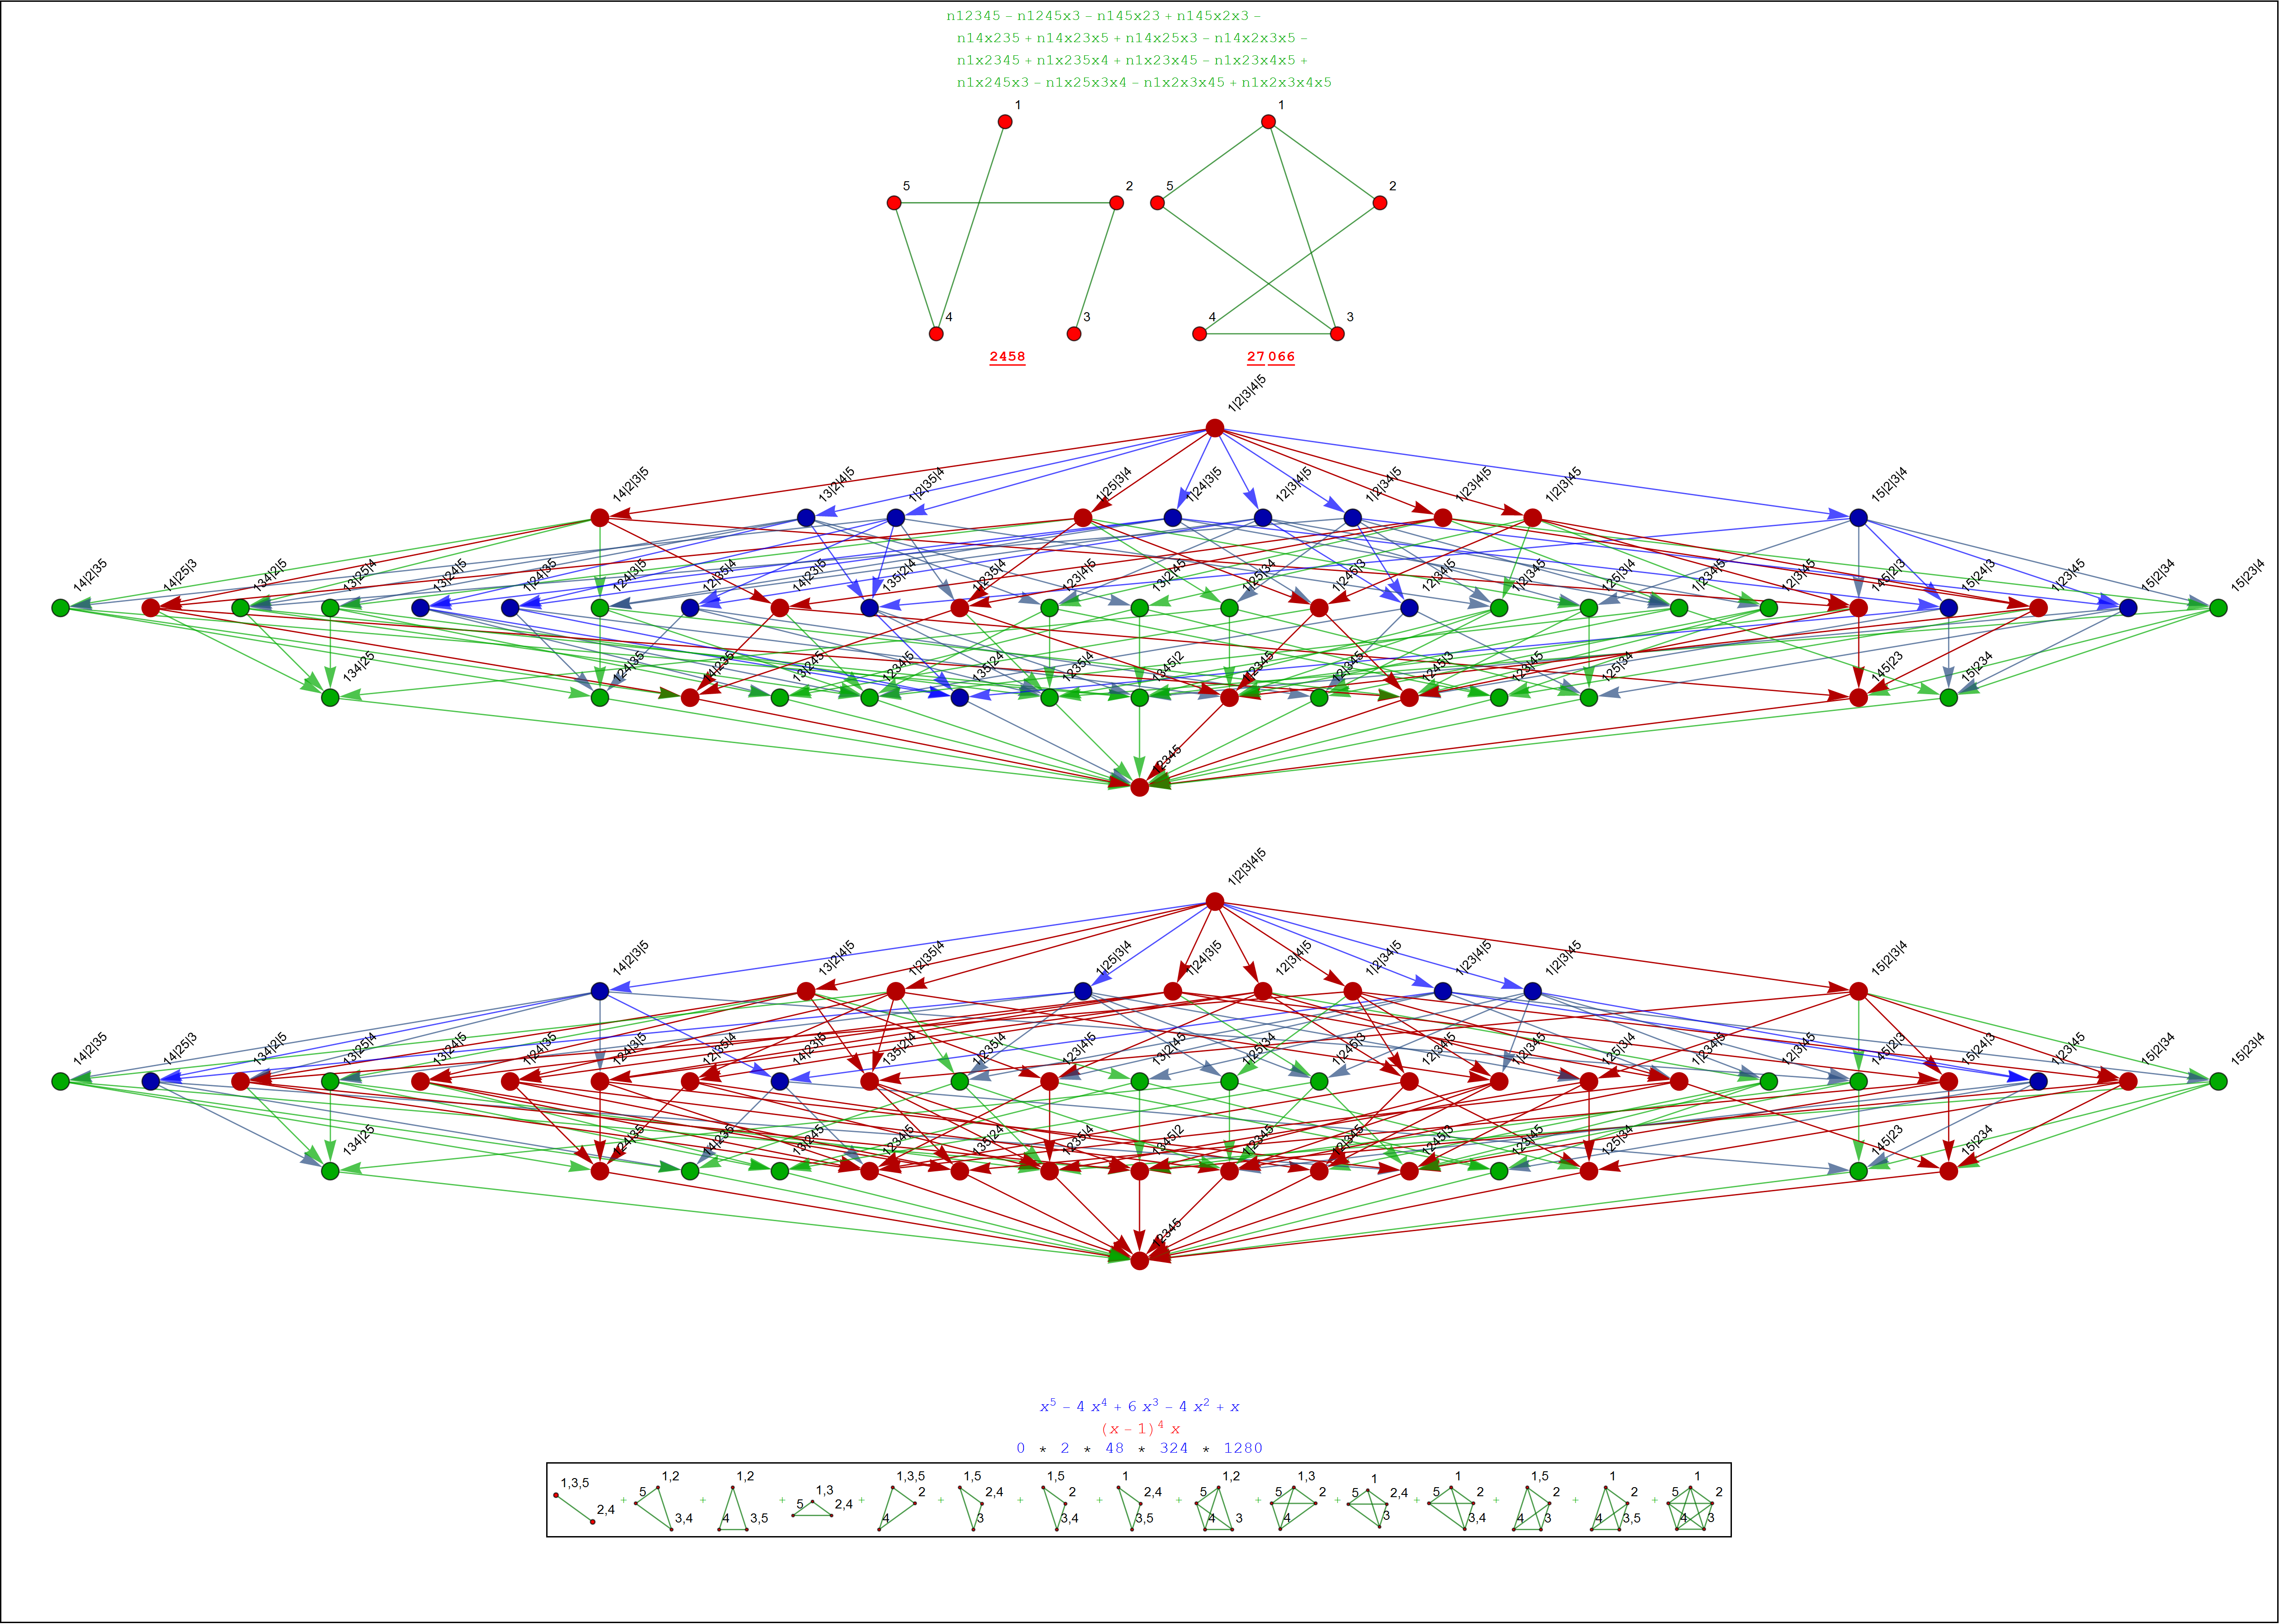 n12345 – n1245x3 – n145x23 + n145x2x3 –
n14x235 + n14x23x5 + n14x25x3 – n14x2x3x5 –
n1x2345 + n1x235x4 + n1x23x45 – n1x23x4x5 +
n1x245x3 – n1x25x3x4 – n1x2x3x45 + n1x2x3x4x5
1 1
5 2 5 2
4 3 4 3
2458 27 066
1|2|3|4|5
14|2|3|5 13|2|4|5 1|2|35|4 1|25|3|4 1|24|3|5 12|3|4|5 1|2|34|5 1|23|4|5 1|2|3|45 15|2|3|4
14|2|35 14|25|3 134|2|5 13|25|4 13|24|5 1|24|35 124|3|5 12|35|4 14|23|5 135|2|4 1|235|4 123|4|5 13|2|45 1|25|34 1|245|3 12|34|5 1|2|345 125|3|4 1|234|5 12|3|45 145|2|3 15|24|3 1|23|45 15|2|34 15|23|4
134|25 124|35 14|235 13|245 1234|5 135|24 1235|4 1345|2 1|2345 12|345 1245|3 123|45 125|34 145|23 15|234
12345
1|2|3|4|5
14|2|3|5 13|2|4|5 1|2|35|4 1|25|3|4 1|24|3|5 12|3|4|5 1|2|34|5 1|23|4|5 1|2|3|45 15|2|3|4
14|2|35 14|25|3 134|2|5 13|25|4 13|24|5 1|24|35 124|3|5 12|35|4 14|23|5 135|2|4 1|235|4 123|4|5 13|2|45 1|25|34 1|245|3 12|34|5 1|2|345 125|3|4 1|234|5 12|3|45 145|2|3 15|24|3 1|23|45 15|2|34 15|23|4
134|25 124|35 14|235 13|245 1234|5 135|24 1235|4 1345|2 1|2345 12|345 1245|3 123|45 125|34 145|23 15|234
12345
x⁵ – 4 x⁴ + 6 x³ – 4 x² + x
(x – 1)⁴ x
0 * 2 * 48 * 324 * 1280
1,3,5 2,4 + 1,2 5 3,4 + 1,2 4 3,5 + 1,3 5 2,4 + 1,3,5 2 4 + 1,5 2,4 3 + 1,5 2 3,4 + 1 2,4 3,5 + 1,2 5 4 3 + 1,3 5 2 4 + 1 5 2,4 3 + 1 5 2 3,4 + 1,5 2 4 3 + 1 2 4 3,5 + 1 5 2 4 3